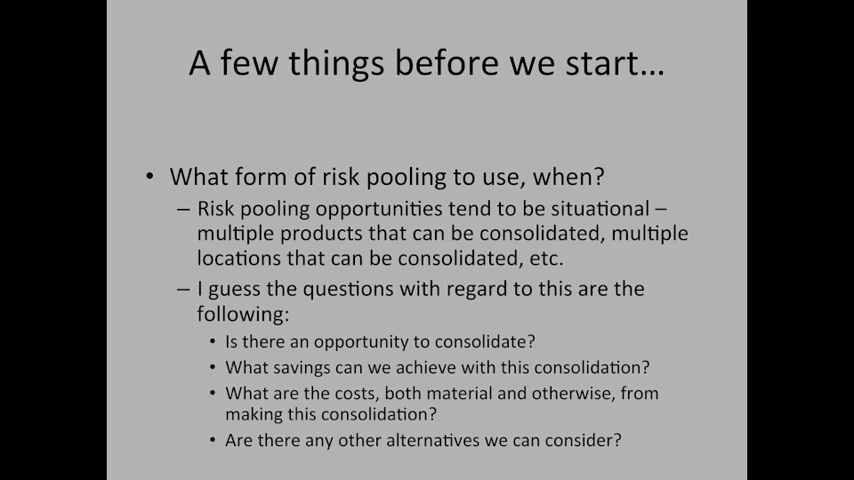 A few things before we start...
• What form of risk pooling to use, when?
– Risk pooling opportunities tend to be situational –
multiple products that can be consolidated, multiple
locations that can be consolidated, etc.
– I guess the questions with regard to this are the
following:
• Is there an opportunity to consolidate?
• What savings can we achieve with this consolidation?
• What are the costs, both material and otherwise, from
making this consolidation?
• Are there any other alternatives we can consider?